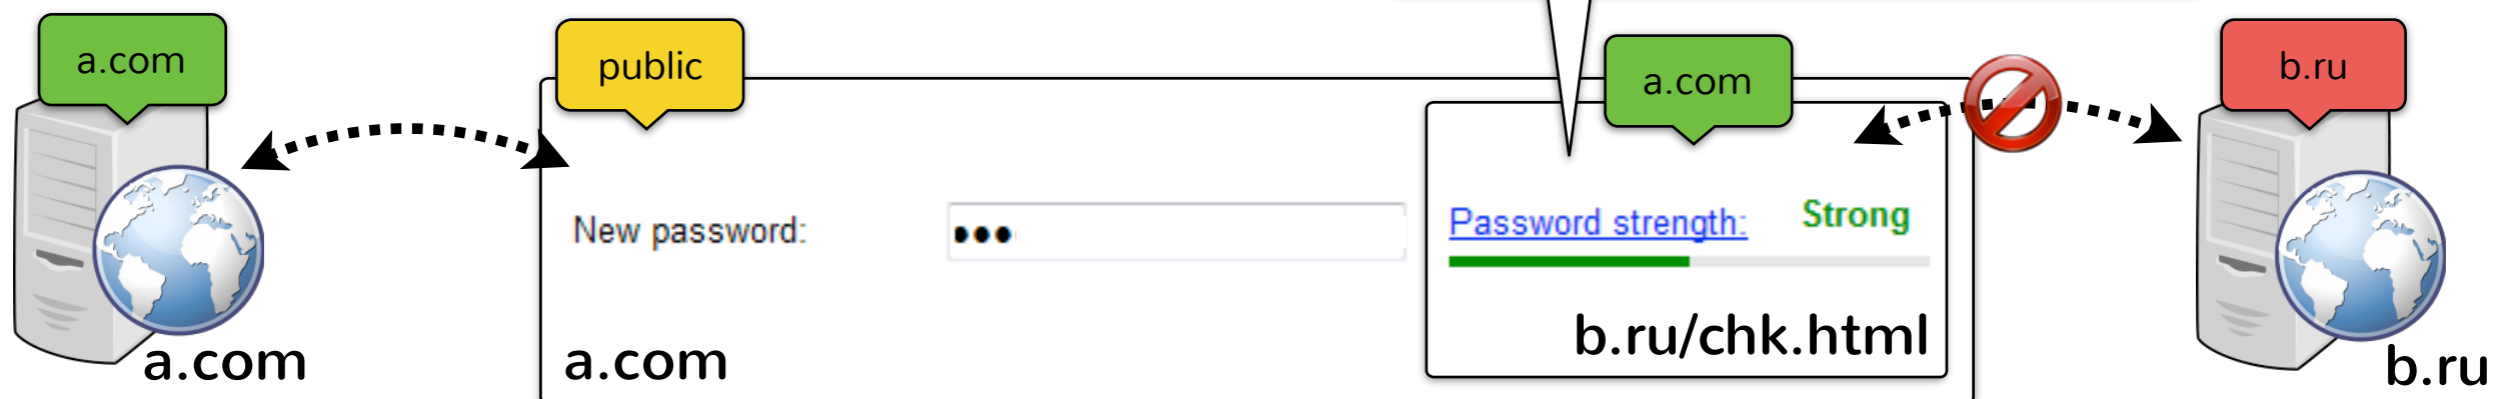 a.com
public
a.com
b.ru
New password:
Password strength:
Strong
b.ru/chk.html
a.com
a.com
b.ru